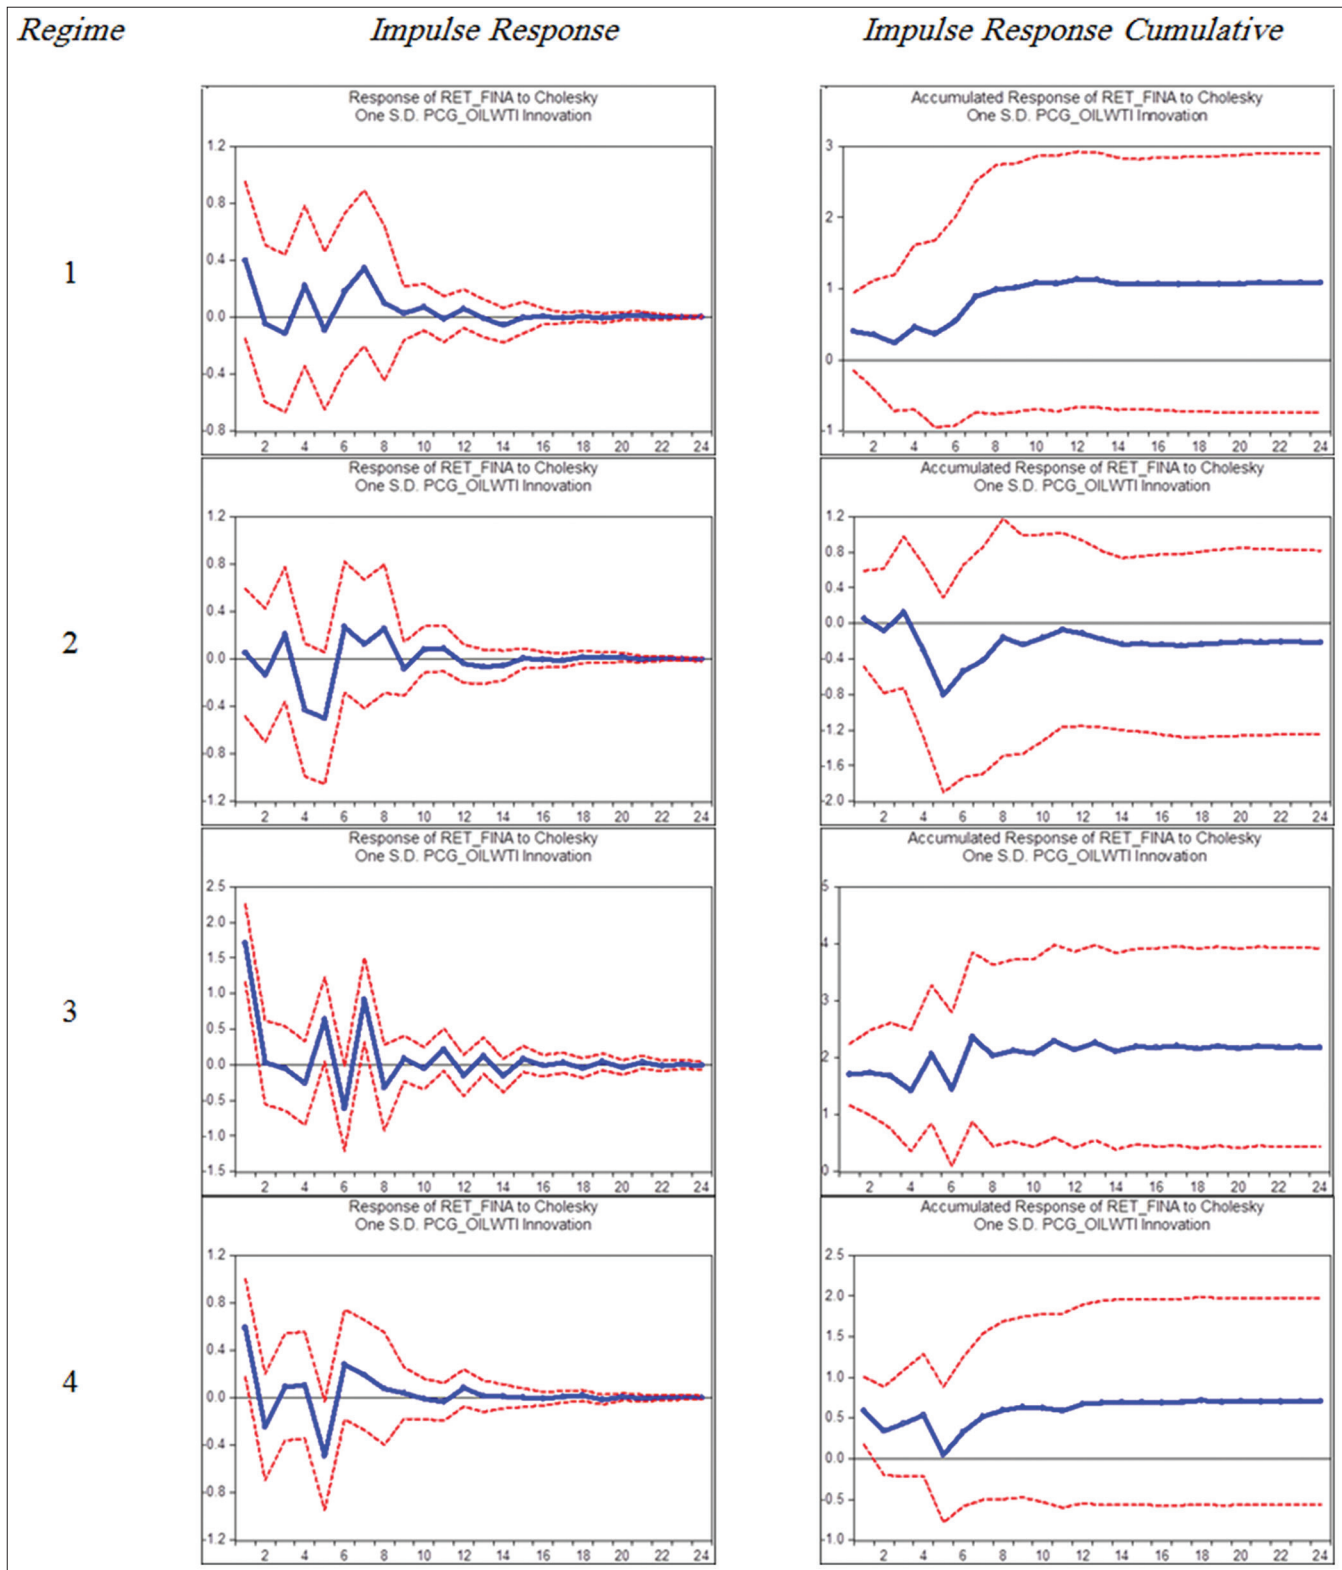 Regime Impulse Response Impulse Response Cumulative
Response of RET_FINA to Cholesky
One S.D. PCG_OILWTI Innovation
1.2
0.8
0.4
0.0
-0.4
-0.8
2 4 6 8 10 12 14 16 18 20 22 24
Accumulated Response of RET_FINA to Cholesky
One S.D. PCG_OILWTI Innovation
3
2
1
0
-1
2 4 6 8 10 12 14 16 18 20 22 24
1
Response of RET_FINA to Cholesky
One S.D. PCG_OILWTI Innovation
1.2
0.8
0.4
0.0
-0.4
-0.8
-1.2
2 4 6 8 10 12 14 16 18 20 22 24
Accumulated Response of RET_FINA to Cholesky
One S.D. PCG_OILWTI Innovation
1.2
0.8
0.4
0.0
-0.4
-0.8
-1.2
-1.6
-2.0
2 4 6 8 10 12 14 16 18 20 22 24
2
Response of RET_FINA to Cholesky
One S.D. PCG_OILWTI Innovation
2.5
2.0
1.5
1.0
0.5
0.0
-0.5
-1.0
-1.5
2 4 6 8 10 12 14 16 18 20 22 24
Accumulated Response of RET_FINA to Cholesky
One S.D. PCG_OILWTI Innovation
5
4
3
2
1
0
2 4 6 8 10 12 14 16 18 20 22 24
3
Response of RET_FINA to Cholesky
One S.D. PCG_OILWTI Innovation
1.2
0.8
0.4
0.0
-0.4
-0.8
-1.2
2 4 6 8 10 12 14 16 18 20 22 24
Accumulated Response of RET_FINA to Cholesky
One S.D. PCG_OILWTI Innovation
2.5
2.0
1.5
1.0
0.5
0.0
-0.5
-1.0
2 4 6 8 10 12 14 16 18 20 22 24
4